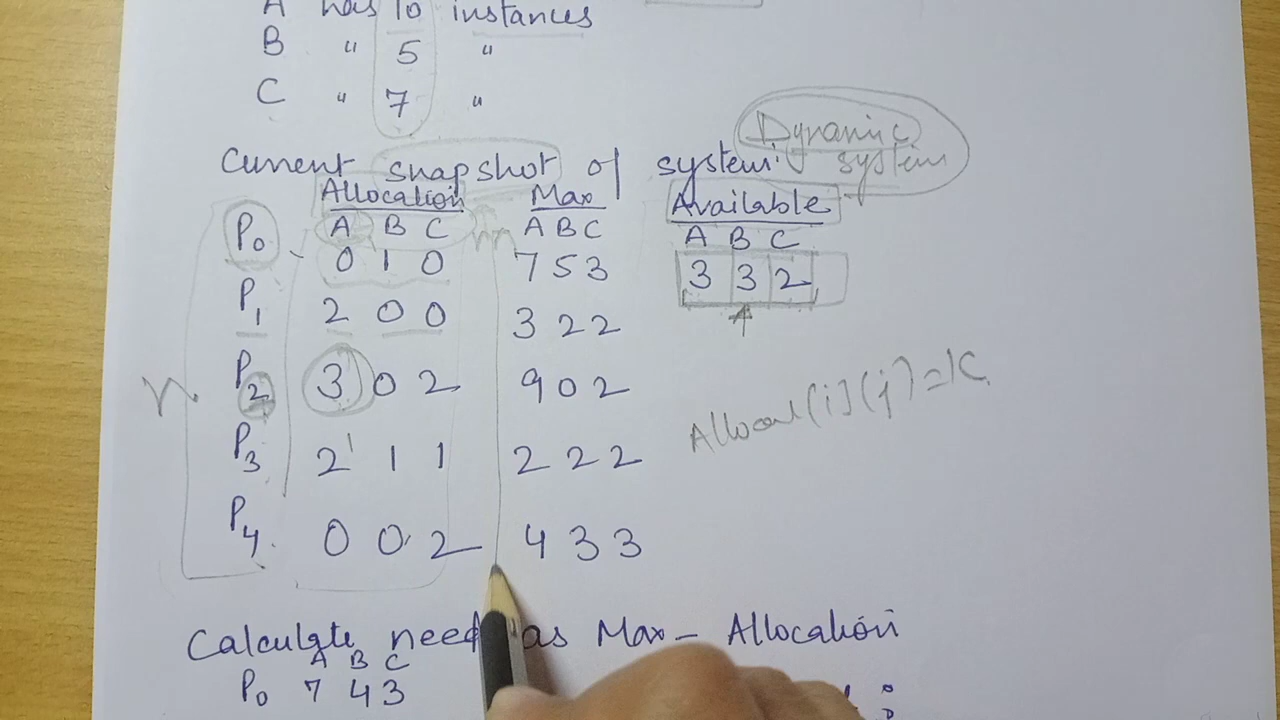 A has 10 instances
B " 5 "
C " 7 "
Dynamic
system
Current snapshot of system:
Allocation Max Available
P0 A B C A B C A B C
0 1 0 7 5 3 3 3 2
P1 2 0 0 3 2 2
P2 3 0 2 9 0 2
Allocat(i)(j)=K
P3 2 1 1 2 2 2
P4 0 0 2 4 3 3
n
m
Calculate need as Max - Allocation
A B C
P0 7 4 3